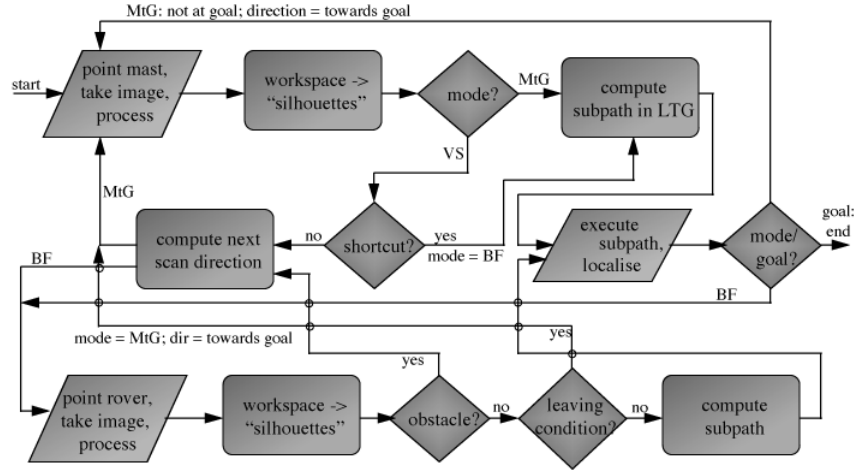 MtG: not at goal; direction = towards goal
start
point mast,
take image,
process
workspace ->
“silhouettes”
mode?
MtG
compute
subpath in LTG
VS
MtG
compute next
scan direction
no
shortcut?
yes
mode = BF
execute
subpath,
localise
mode/
goal?
goal:
end
BF
BF
mode = MtG; dir = towards goal
yes
yes
point rover,
take image,
process
workspace ->
“silhouettes”
obstacle?
no
leaving
condition?
no
compute
subpath